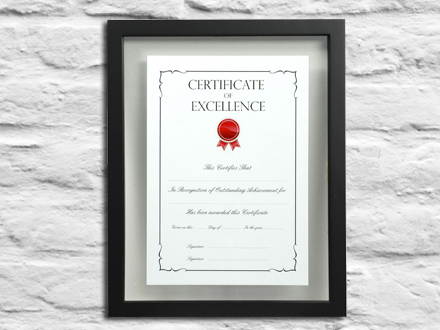 CERTIFICATE
OF
EXCELLENCE
This Certifies That
In Recognition of Outstanding Achievement for
Has been awarded this Certificate
Given on this Day of In the year
Signature
Signature